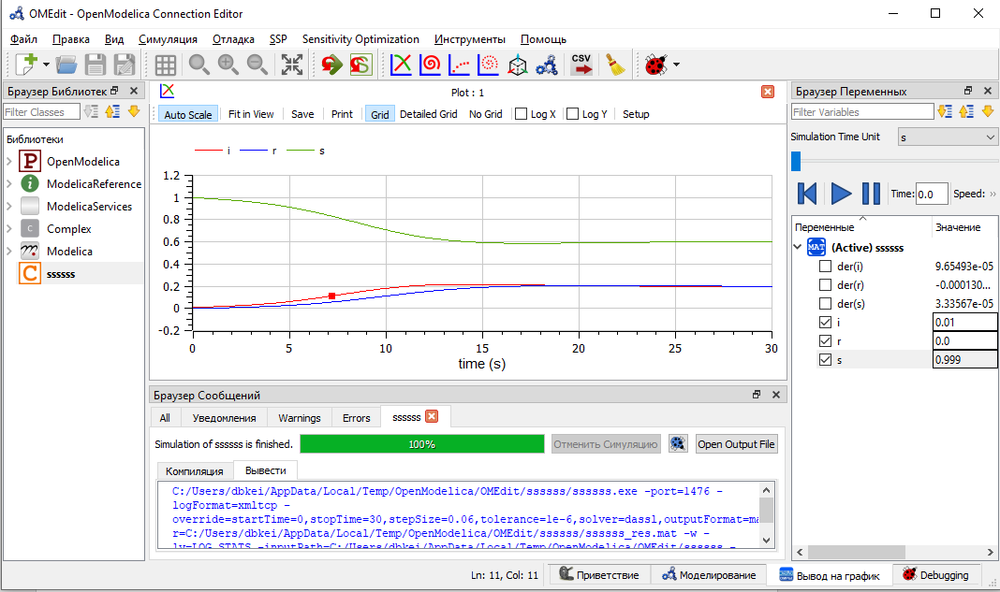 OMEdit - OpenModelica Connection Editor
Файл Правка Вид Симуляция Отладка SSP Sensitivity Optimization Инструменты Помощь
CSV
Браузер Библиотек
Filter Classes
Библиотеки
P OpenModelica
i ModelicaReference
ModelicaServices
C Complex
Modelica
C ssssss
Plot : 1
Auto Scale Fit in View Save Print Grid Detailed Grid No Grid Log X Log Y Setup
i r s
1.2
1
0.8
0.6
0.4
0.2
0
-0.2
0 5 10 15 20 25 30
time (s)
Браузер Сообщений
All Уведомления Warnings Errors ssssss
Simulation of ssssss is finished. 100% Отменить Симуляцию Open Output File
Компиляция Вывести
C:/Users/dbkei/AppData/Local/Temp/OpenModelica/OMEdit/ssssss/ssssss.exe -port=1476 -
logFormat=xmltcp -
override=startTime=0,stopTime=30,stepSize=0.06,tolerance=1e-6,solver=dassl,outputFormat=ma
r=C:/Users/dbkei/AppData/Local/Temp/OpenModelica/OMEdit/ssssss/ssssss_res.mat -w -
lv=LOG_STATS -inputPath=C:/Users/dbkei/AppData/Local/Temp/OpenModelica/OMEdit/ssssss -
Браузер Переменных
Filter Variables
Simulation Time Unit s
Time: 0.0 Speed: »
Переменные Значение
MAT (Active) ssssss
der(i) 9.65493e-05
der(r) -0.000130...
der(s) 3.33567e-05
i 0.01
r 0.0
s 0.999
Ln: 11, Col: 11 Приветствие Моделирование Вывод на график Debugging